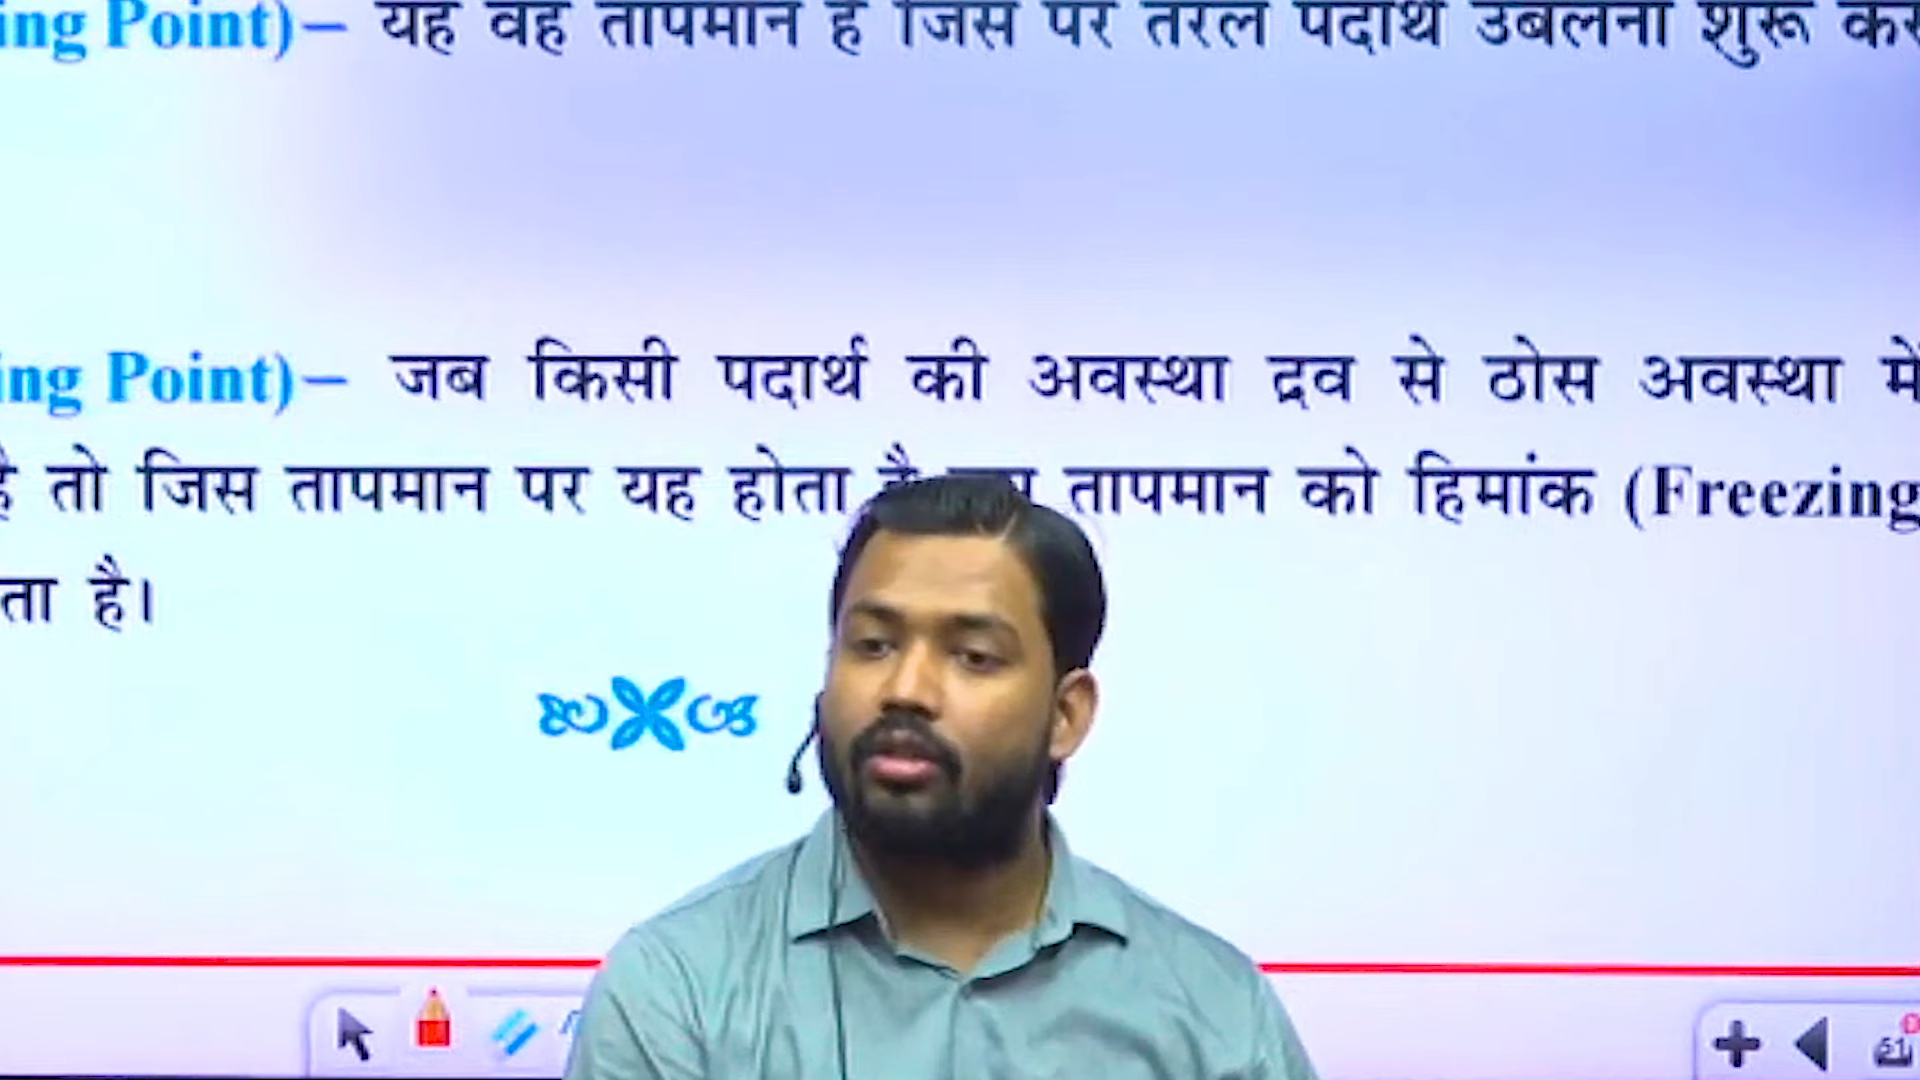 ing Point)– यह वह तापमान है जिस पर तरल पदार्थ उबलना शुरू कर
ing Point)– जब किसी पदार्थ की अवस्था द्रव से ठोस अवस्था में
है तो जिस तापमान पर यह होता है तापमान को हिमांक (Freezing
ता है।
51